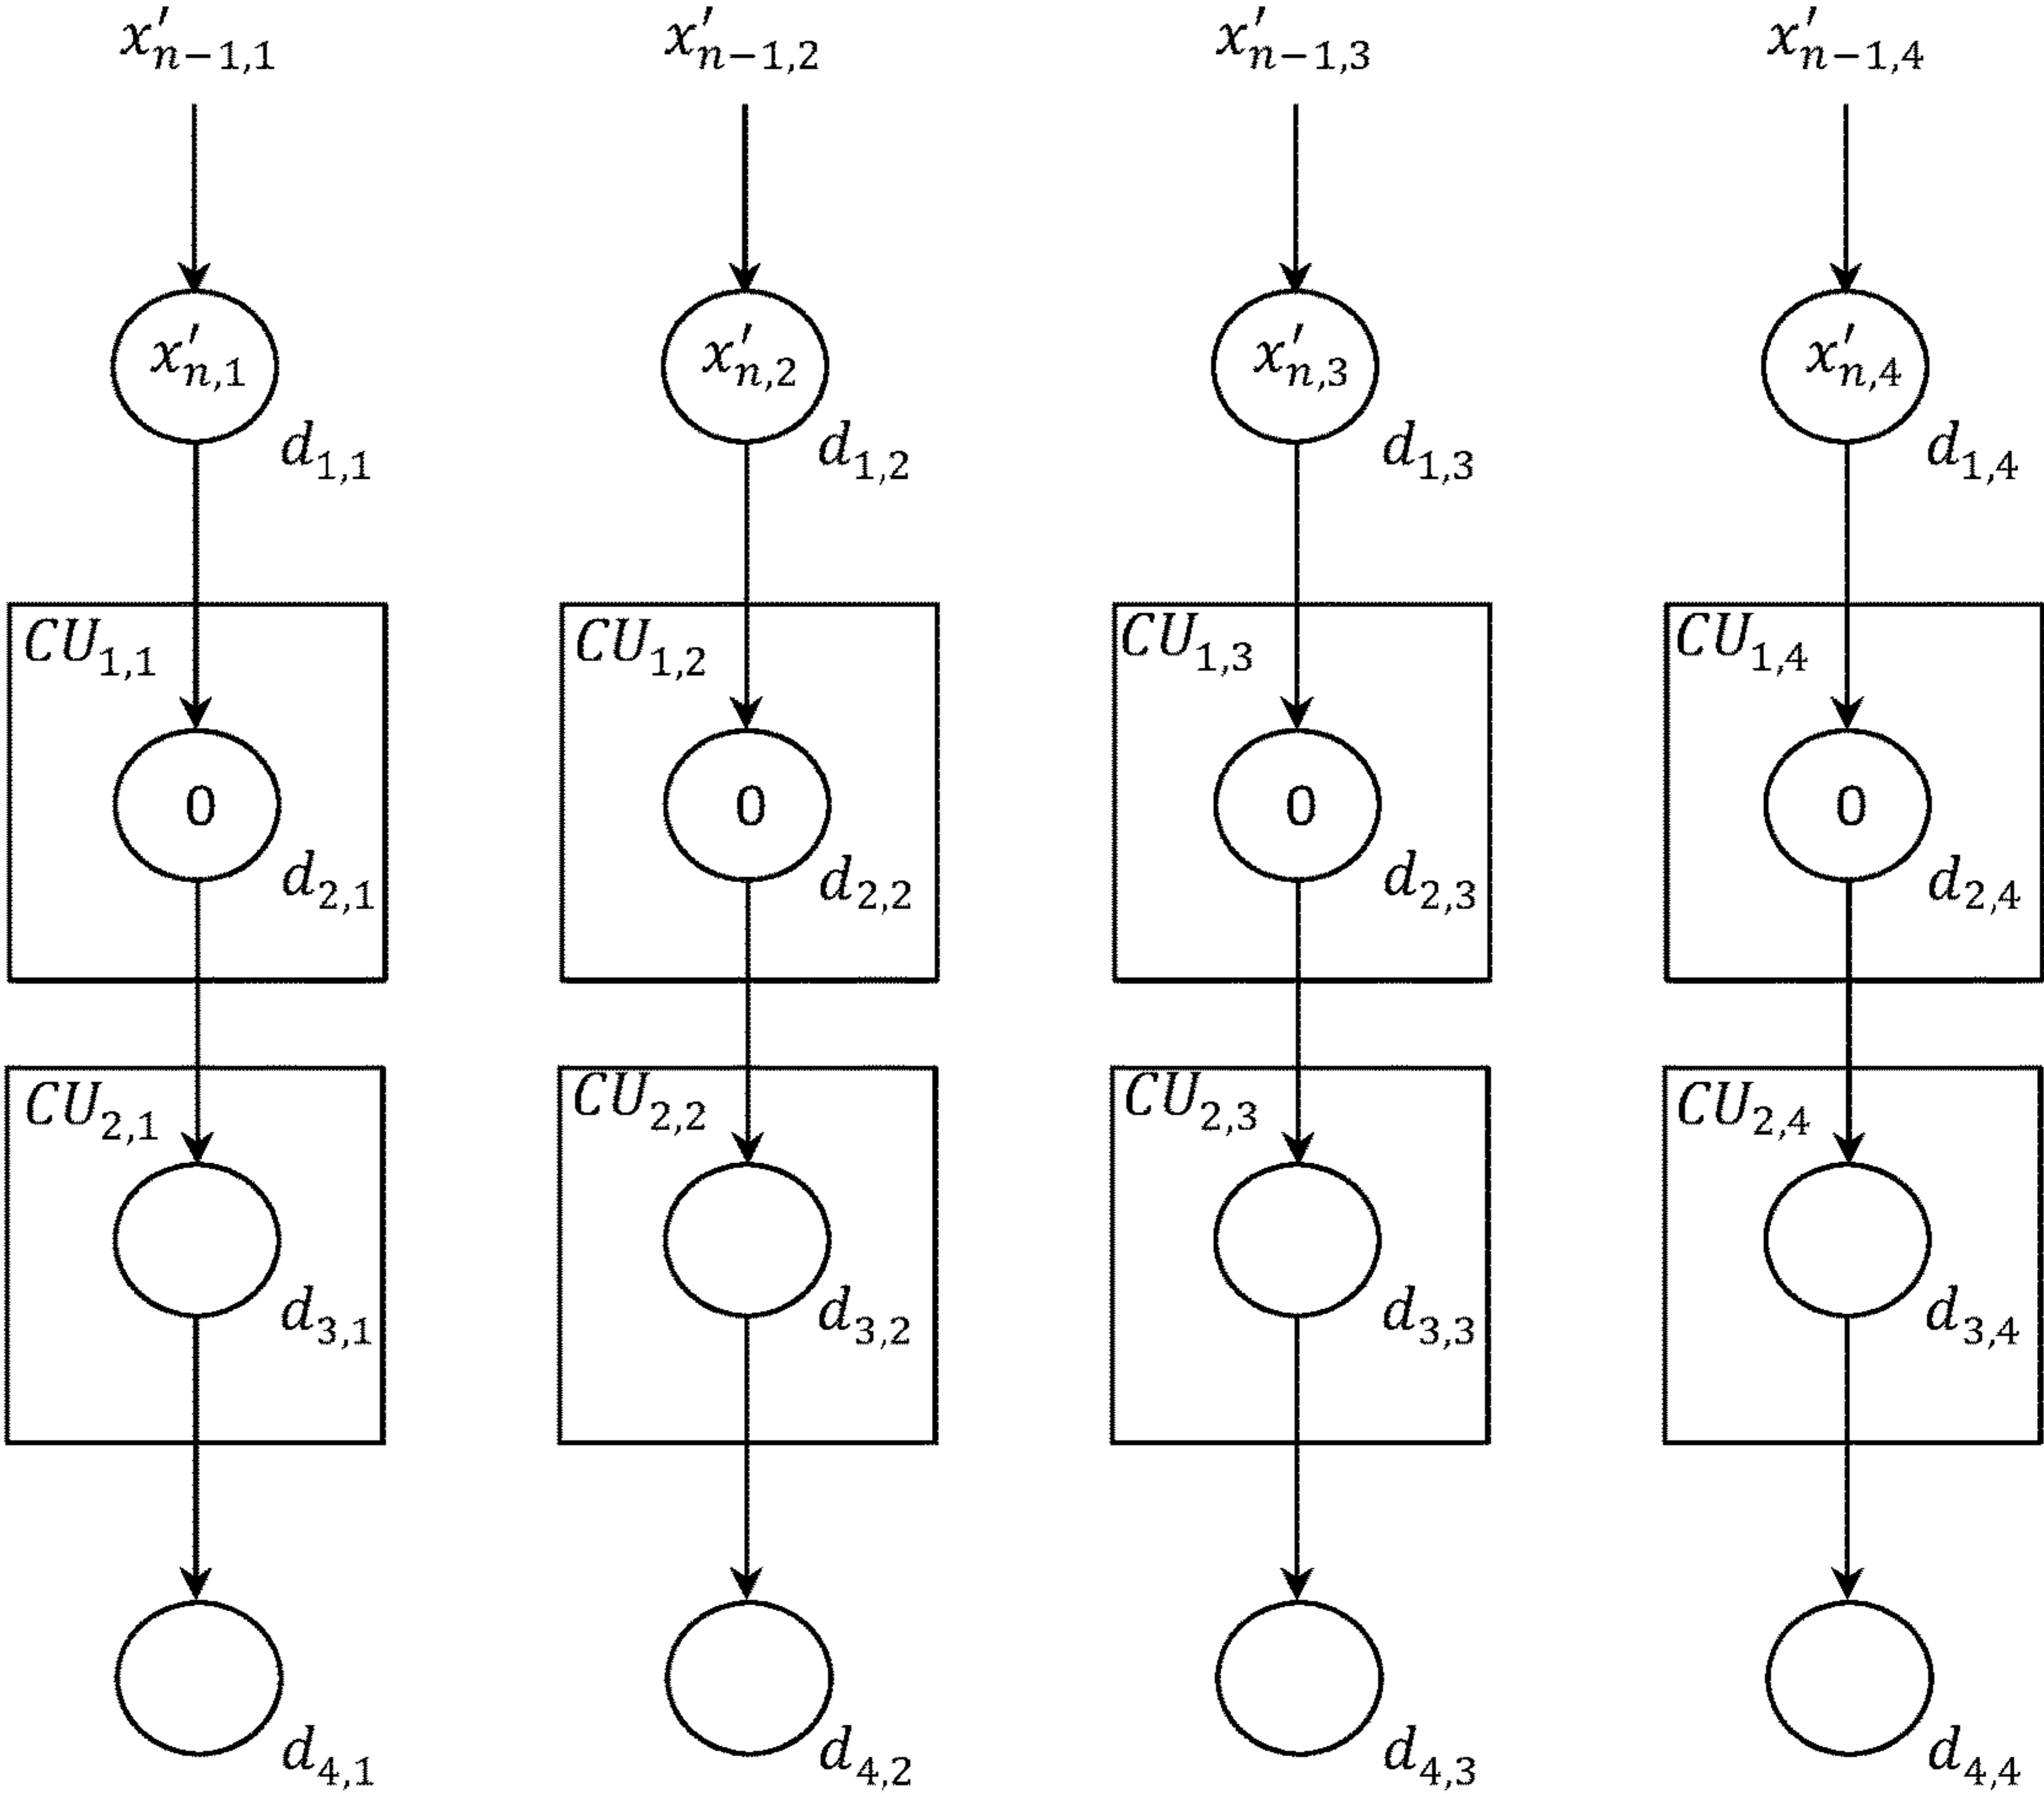 x′n−1,1 x′n−1,2 x′n−1,3 x′n−1,4
x′n,1 x′n,2 x′n,3 x′n,4
d1,1 d1,2 d1,3 d1,4
CU1,1 CU1,2 CU1,3 CU1,4
0 0 0 0
d2,1 d2,2 d2,3 d2,4
CU2,1 CU2,2 CU2,3 CU2,4
d3,1 d3,2 d3,3 d3,4
d4,1 d4,2 d4,3 d4,4